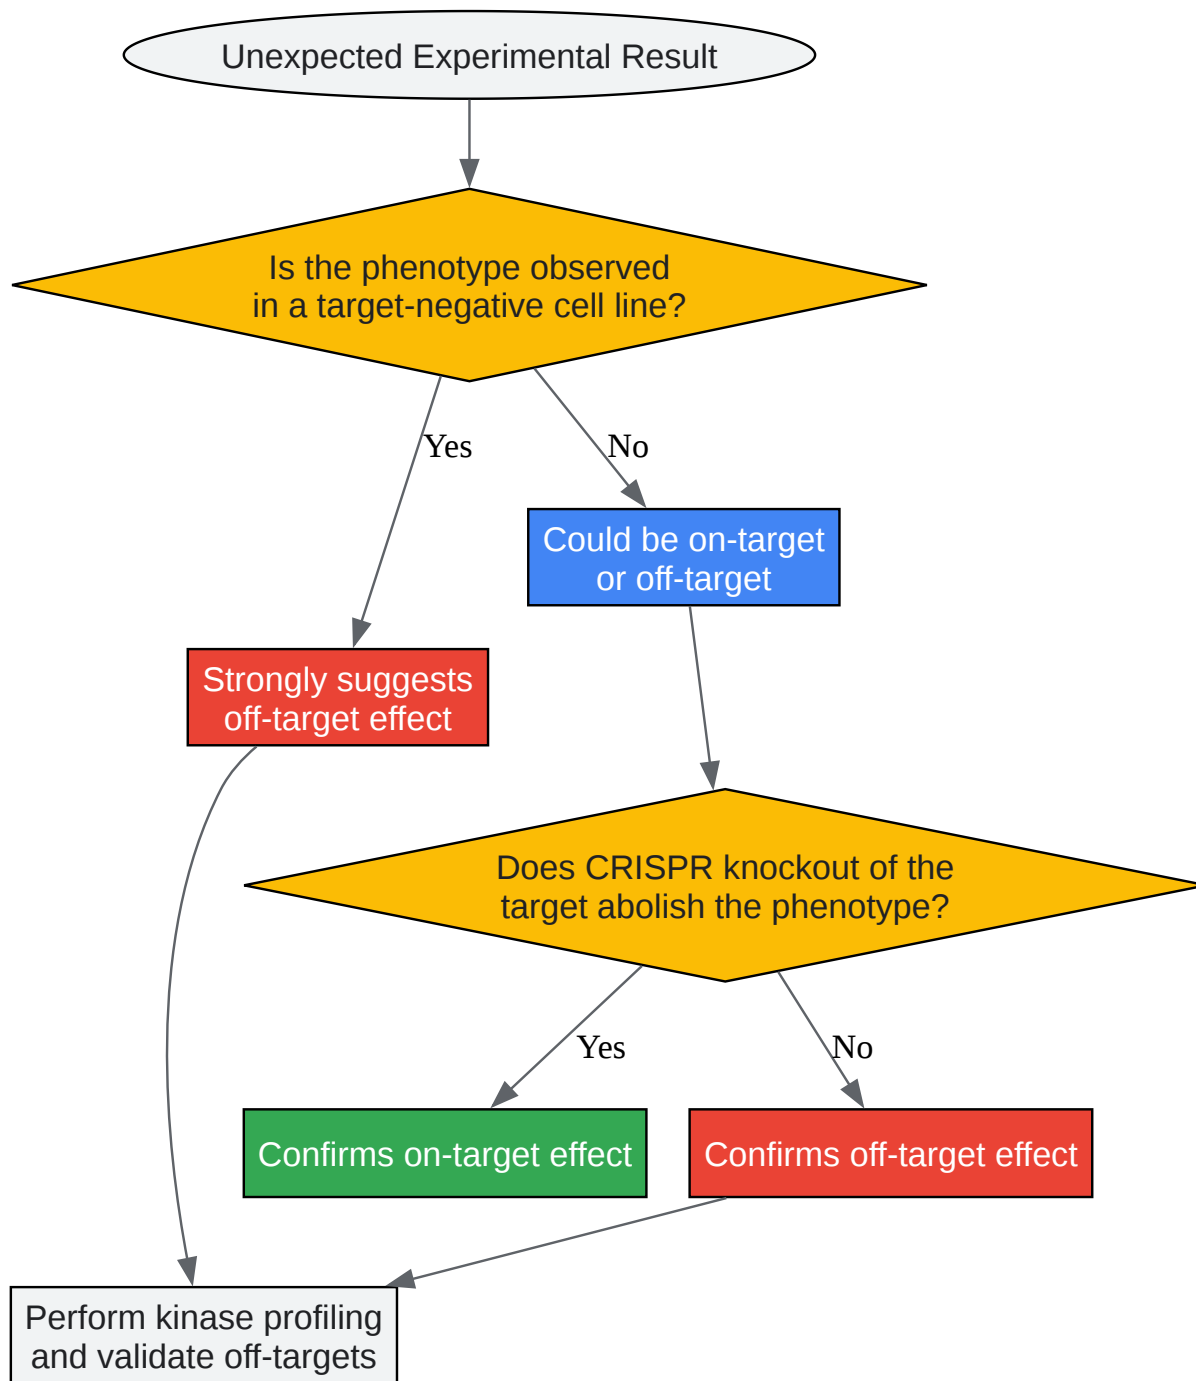 Unexpected Experimental Result
Is the phenotype observed
in a target-negative cell line?
Yes
No
Could be on-target
or off-target
Strongly suggests
off-target effect
Does CRISPR knockout of the
target abolish the phenotype?
Yes
No
Confirms on-target effect
Confirms off-target effect
Perform kinase profiling
and validate off-targets